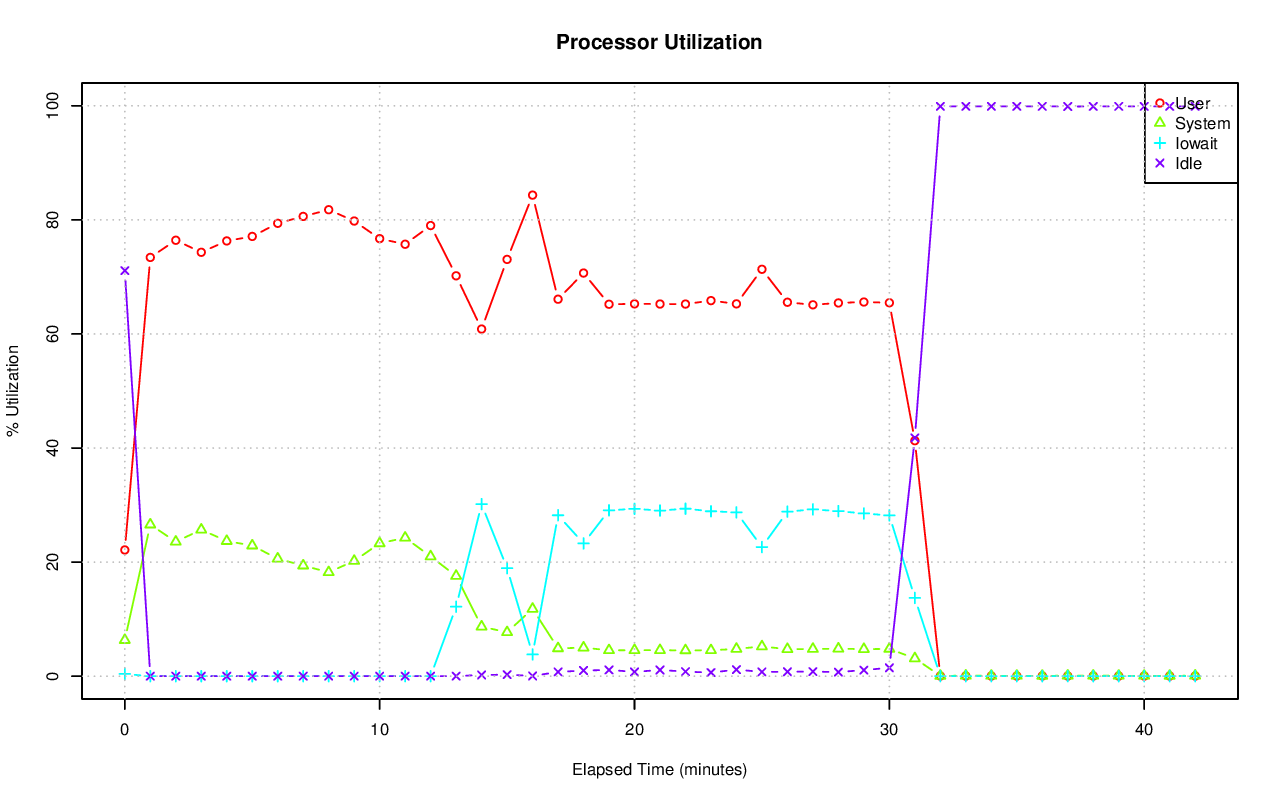 Processor Utilization
% Utilization
100
80
60
40
20
0
User
System
Iowait
Idle
0 10 20 30 40
Elapsed Time (minutes)